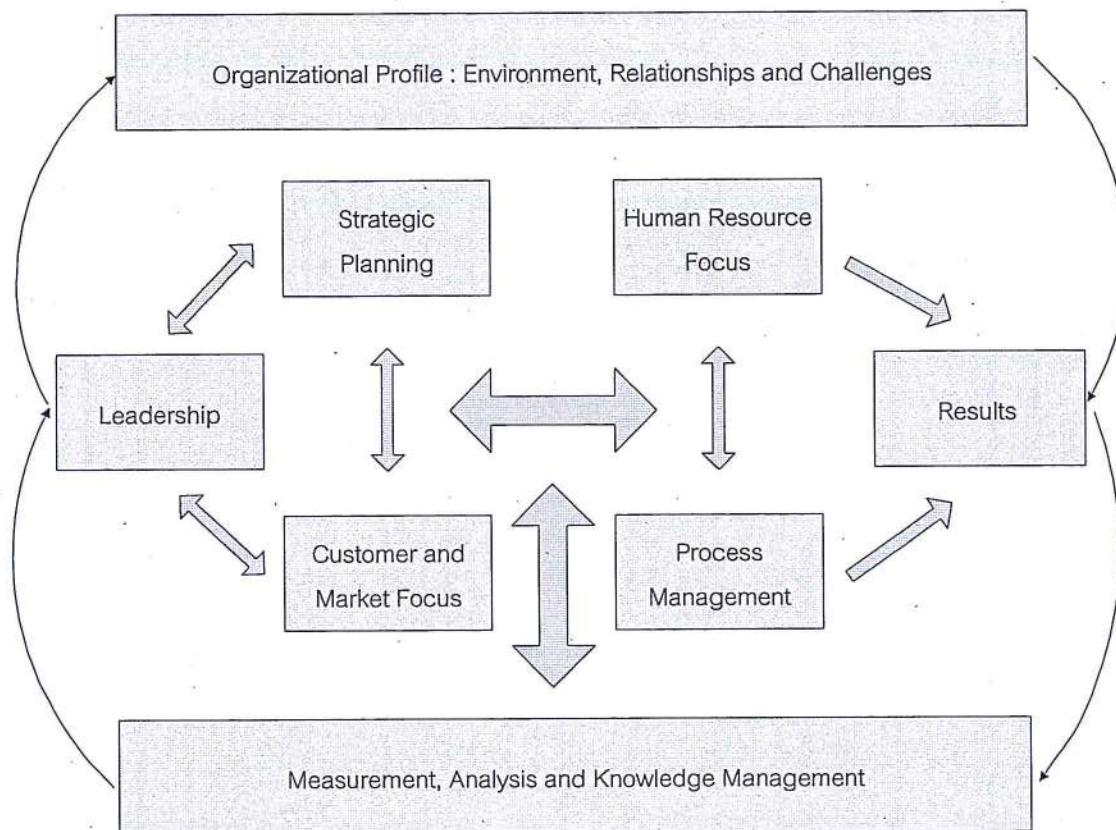 Organizational Profile : Environment, Relationships and Challenges
Strategic
Planning
Human Resource
Focus
Leadership
Results
Customer and
Market Focus
Process
Management
Measurement, Analysis and Knowledge Management